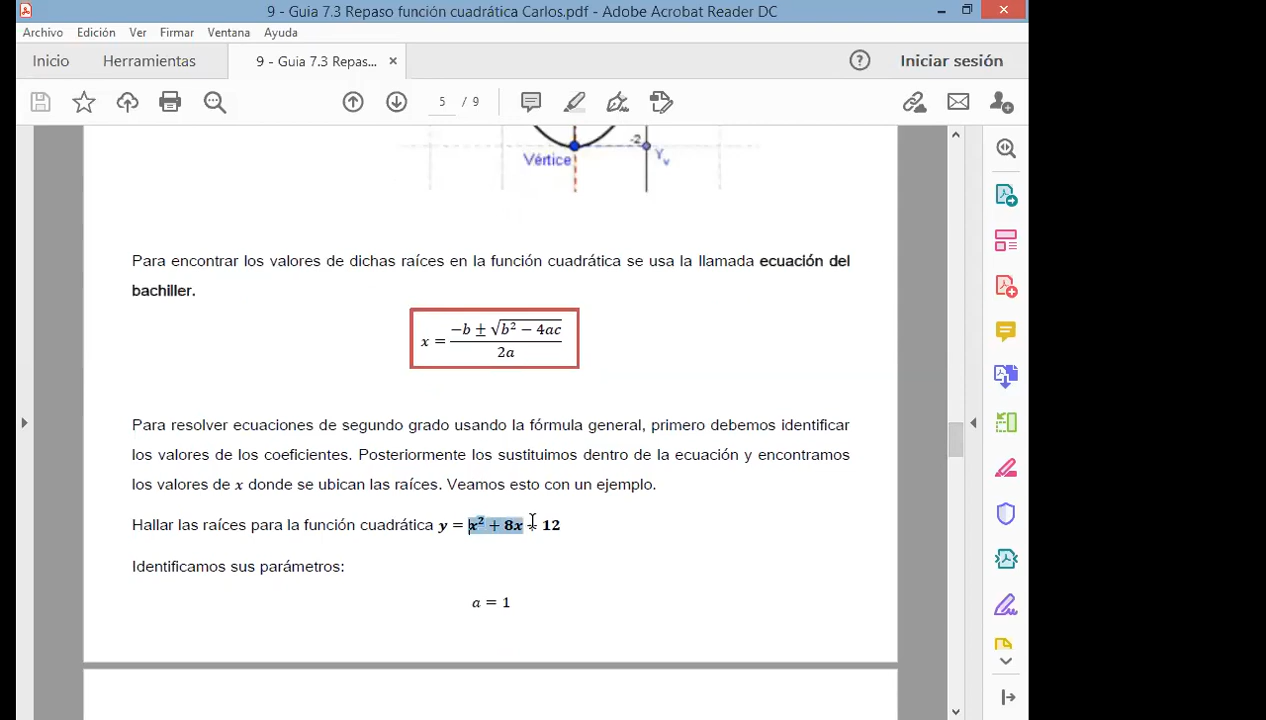 9 - Guia 7.3 Repaso función cuadrática Carlos.pdf - Adobe Acrobat Reader DC
Archivo Edición Ver Firmar Ventana Ayuda
Inicio Herramientas 9 - Guia 7.3 Repas... × Iniciar sesión
5 / 9
-2
Vértice Yᵥ
Para encontrar los valores de dichas raíces en la función cuadrática se usa la llamada ecuación del
bachiller.
x = (−b ± √(b² − 4ac)) / 2a
Para resolver ecuaciones de segundo grado usando la fórmula general, primero debemos identificar
los valores de los coeficientes. Posteriormente los sustituimos dentro de la ecuación y encontramos
los valores de x donde se ubican las raíces. Veamos esto con un ejemplo.
Hallar las raíces para la función cuadrática y = x² + 8x 12
Identificamos sus parámetros:
a = 1